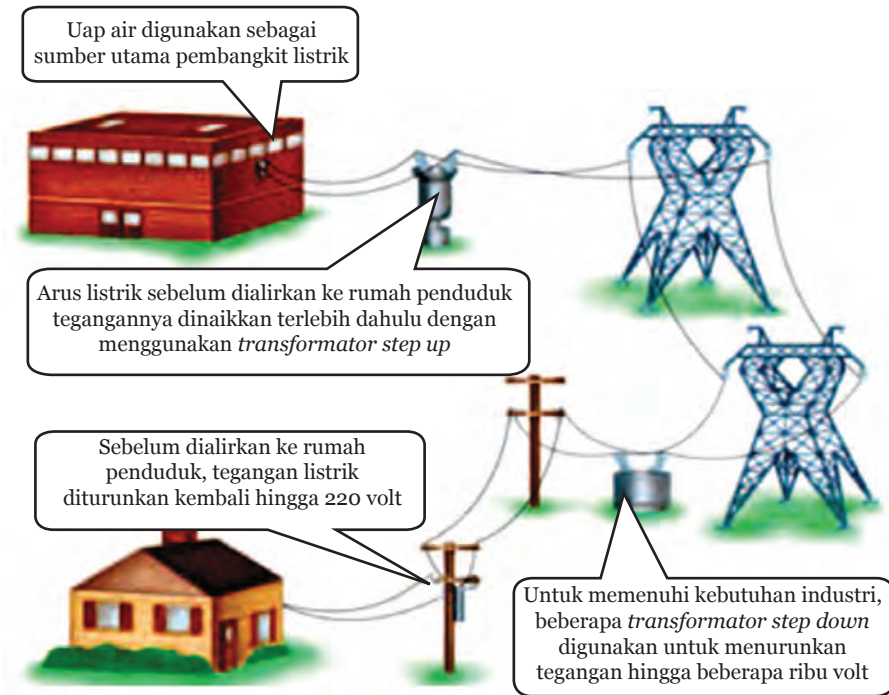 Uap air digunakan sebagai
sumber utama pembangkit listrik
Arus listrik sebelum dialirkan ke rumah penduduk
tegangannya dinaikkan terlebih dahulu dengan
menggunakan transformator step up
Sebelum dialirkan ke rumah
penduduk, tegangan listrik
diturunkan kembali hingga 220 volt
Untuk memenuhi kebutuhan industri,
beberapa transformator step down
digunakan untuk menurunkan
tegangan hingga beberapa ribu volt